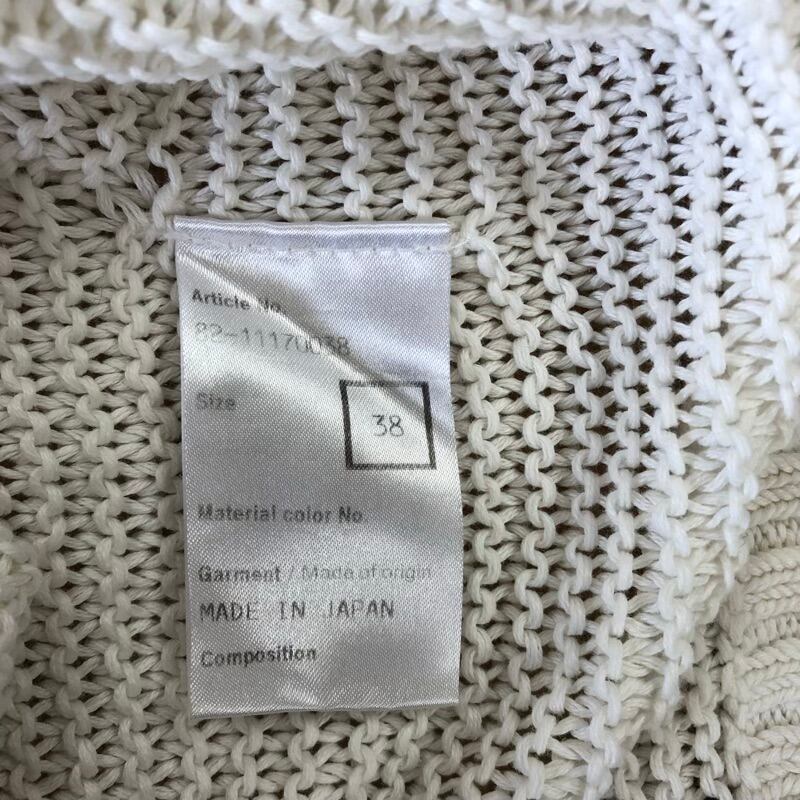 Article No.
82-11170038
Size
38
Material color No.
Garment / Made of origin
MADE IN JAPAN
Composition